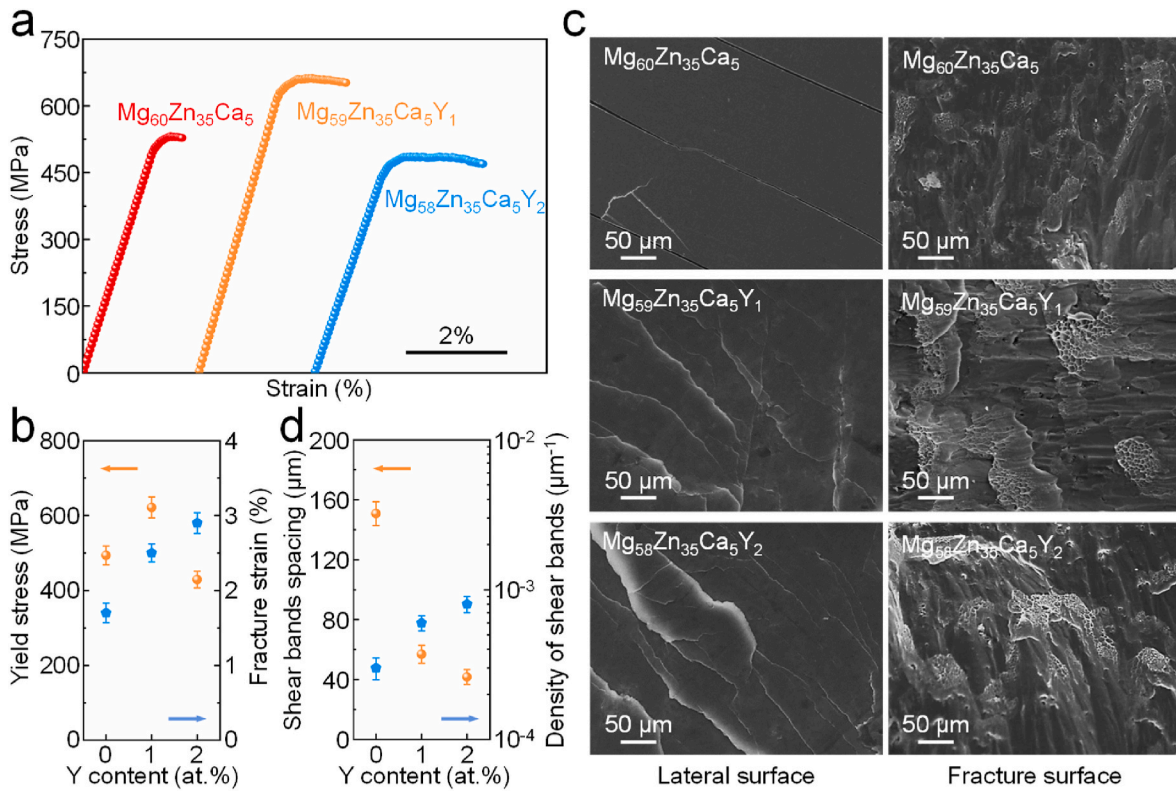 a
750
600
450
300
150
0
Stress (MPa)
Mg60Zn35Ca5
Mg59Zn35Ca5Y1
Mg58Zn35Ca5Y2
2%
Strain (%)
b
800
600
400
200
0
Yield stress (MPa)
4
3
2
1
0
Fracture strain (%)
0 1 2
Y content (at.%)
d
200
160
120
80
40
0
Shear bands spacing (μm)
10-2
10-3
10-4
Density of shear bands (μm-1)
0 1 2
Y content (at.%)
c
Mg60Zn35Ca5
50 μm
Mg60Zn35Ca5
50 μm
Mg59Zn35Ca5Y1
50 μm
Mg59Zn35Ca5Y1
50 μm
Mg58Zn35Ca5Y2
50 μm
Mg58Zn35Ca5Y2
50 μm
Lateral surface
Fracture surface